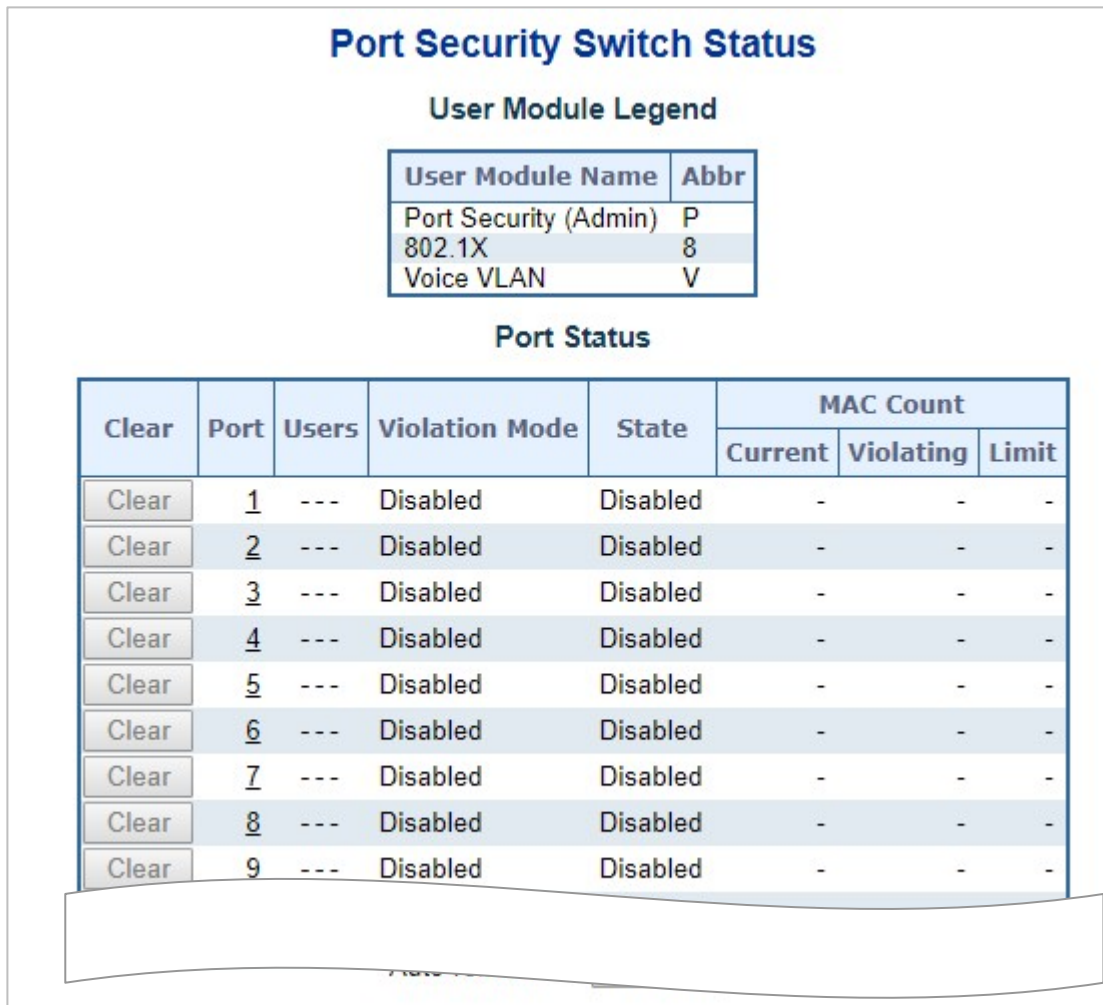 Port Security Switch Status
User Module Legend
User Module Name Abbr
Port Security (Admin) P
802.1X 8
Voice VLAN V
Port Status
Clear Port Users Violation Mode State MAC Count
Current Violating Limit
Clear 1 --- Disabled Disabled - - -
Clear 2 --- Disabled Disabled - - -
Clear 3 --- Disabled Disabled - - -
Clear 4 --- Disabled Disabled - - -
Clear 5 --- Disabled Disabled - - -
Clear 6 --- Disabled Disabled - - -
Clear 7 --- Disabled Disabled - - -
Clear 8 --- Disabled Disabled - - -
Clear 9 --- Disabled Disabled - - -